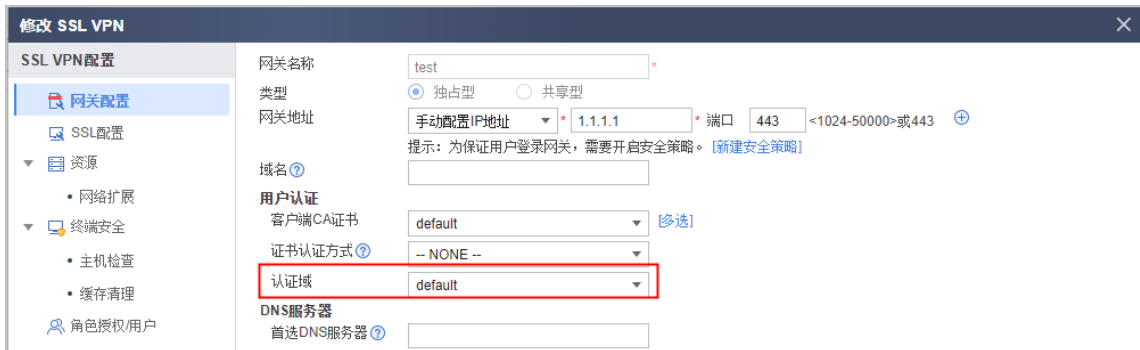 修改 SSL VPN
SSL VPN配置
网关配置
SSL配置
资源
网络扩展
终端安全
主机检查
缓存清理
角色授权/用户
网关名称 test *
类型 独占型 共享型
网关地址 手动配置IP地址 * 1.1.1.1 * 端口 443 <1024-50000>或443
提示：为保证用户登录网关，需要开启安全策略。 [新建安全策略]
域名
用户认证
客户端CA证书 default [多选]
证书认证方式 -- NONE --
认证域 default
DNS服务器
首选DNS服务器